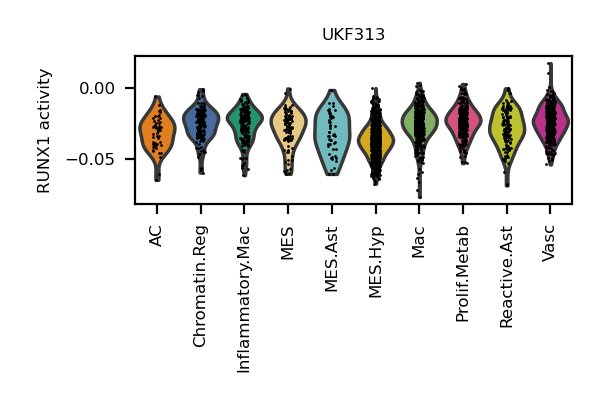 UKF313
RUNX1 activity
0.00
−0.05
AC
Chromatin.Reg
Inflammatory.Mac
MES
MES.Ast
MES.Hyp
Mac
Prolif.Metab
Reactive.Ast
Vasc